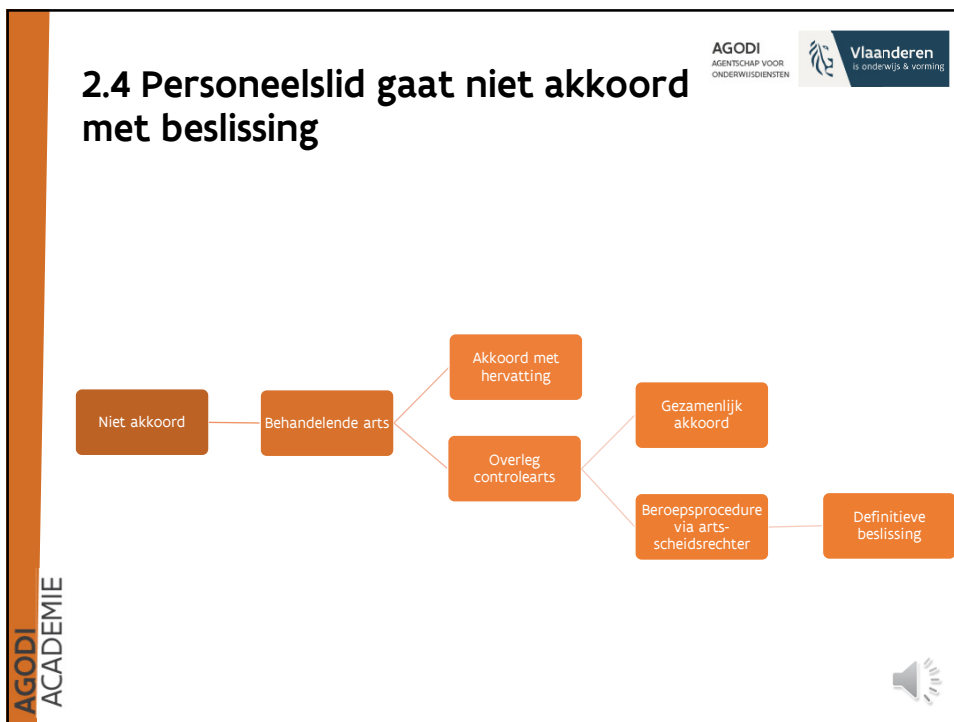 2.4 Personeelslid gaat niet akkoord
met beslissing
AGODI
AGENTSCHAP VOOR
ONDERWIJSDIENSTEN
Vlaanderen
is onderwijs & vorming
Niet akkoord
Behandelende arts
Akkoord met
hervatting
Overleg
controlearts
Gezamenlijk
akkoord
Beroepsprocedure
via arts-
scheidsrechter
Definitieve
beslissing
AGODI
ACADEMIE